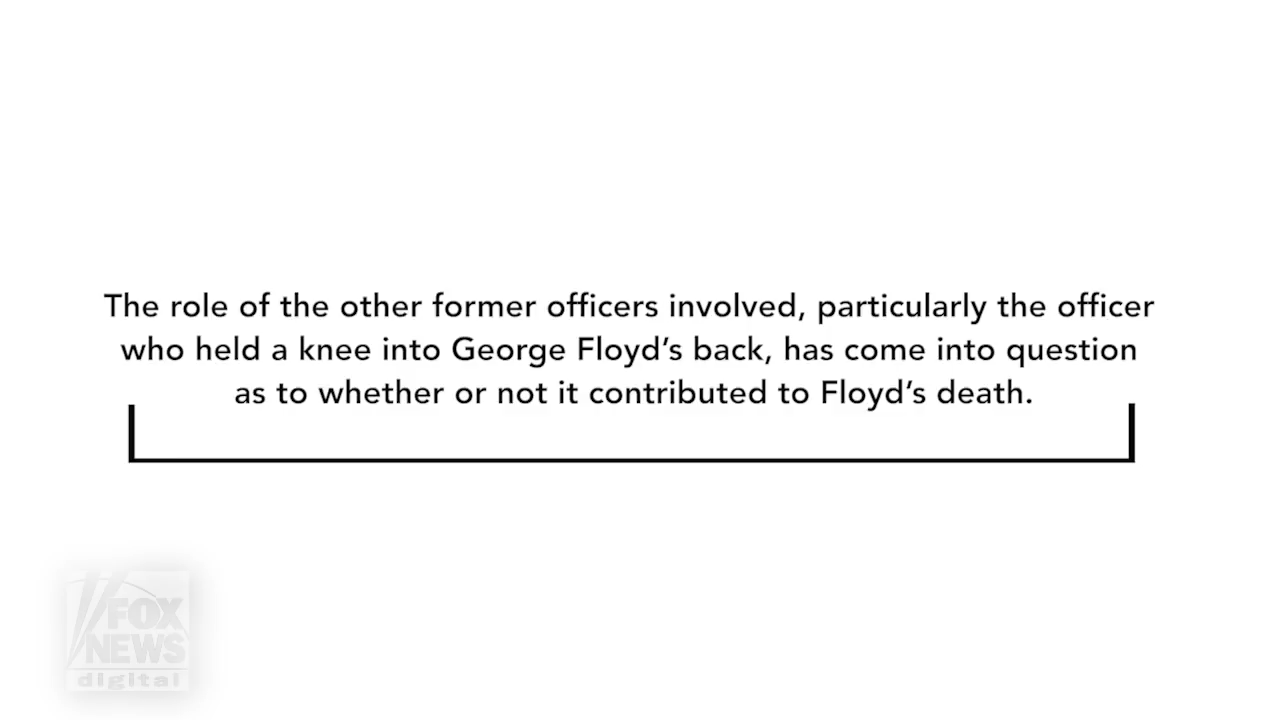 The role of the other former officers involved, particularly the officer
who held a knee into George Floyd’s back, has come into question
as to whether or not it contributed to Floyd’s death.
FOX
NEWS
digital